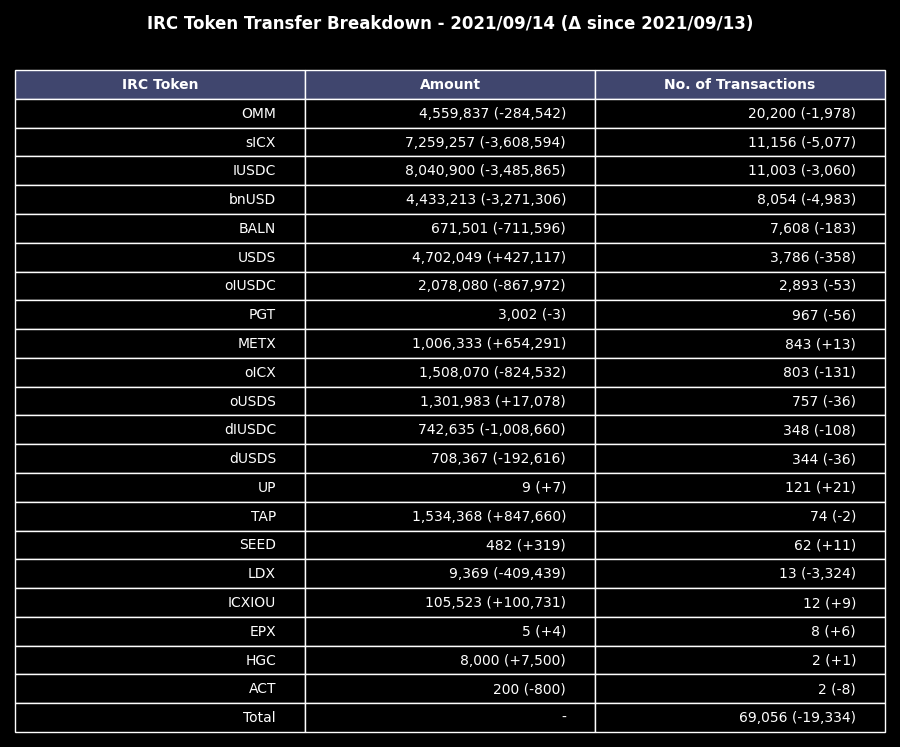 IRC Token Transfer Breakdown - 2021/09/14 (Δ since 2021/09/13)
IRC Token Amount No. of Transactions
OMM 4,559,837 (-284,542) 20,200 (-1,978)
sICX 7,259,257 (-3,608,594) 11,156 (-5,077)
IUSDC 8,040,900 (-3,485,865) 11,003 (-3,060)
bnUSD 4,433,213 (-3,271,306) 8,054 (-4,983)
BALN 671,501 (-711,596) 7,608 (-183)
USDS 4,702,049 (+427,117) 3,786 (-358)
oIUSDC 2,078,080 (-867,972) 2,893 (-53)
PGT 3,002 (-3) 967 (-56)
METX 1,006,333 (+654,291) 843 (+13)
oICX 1,508,070 (-824,532) 803 (-131)
oUSDS 1,301,983 (+17,078) 757 (-36)
dIUSDC 742,635 (-1,008,660) 348 (-108)
dUSDS 708,367 (-192,616) 344 (-36)
UP 9 (+7) 121 (+21)
TAP 1,534,368 (+847,660) 74 (-2)
SEED 482 (+319) 62 (+11)
LDX 9,369 (-409,439) 13 (-3,324)
ICXIOU 105,523 (+100,731) 12 (+9)
EPX 5 (+4) 8 (+6)
HGC 8,000 (+7,500) 2 (+1)
ACT 200 (-800) 2 (-8)
Total - 69,056 (-19,334)